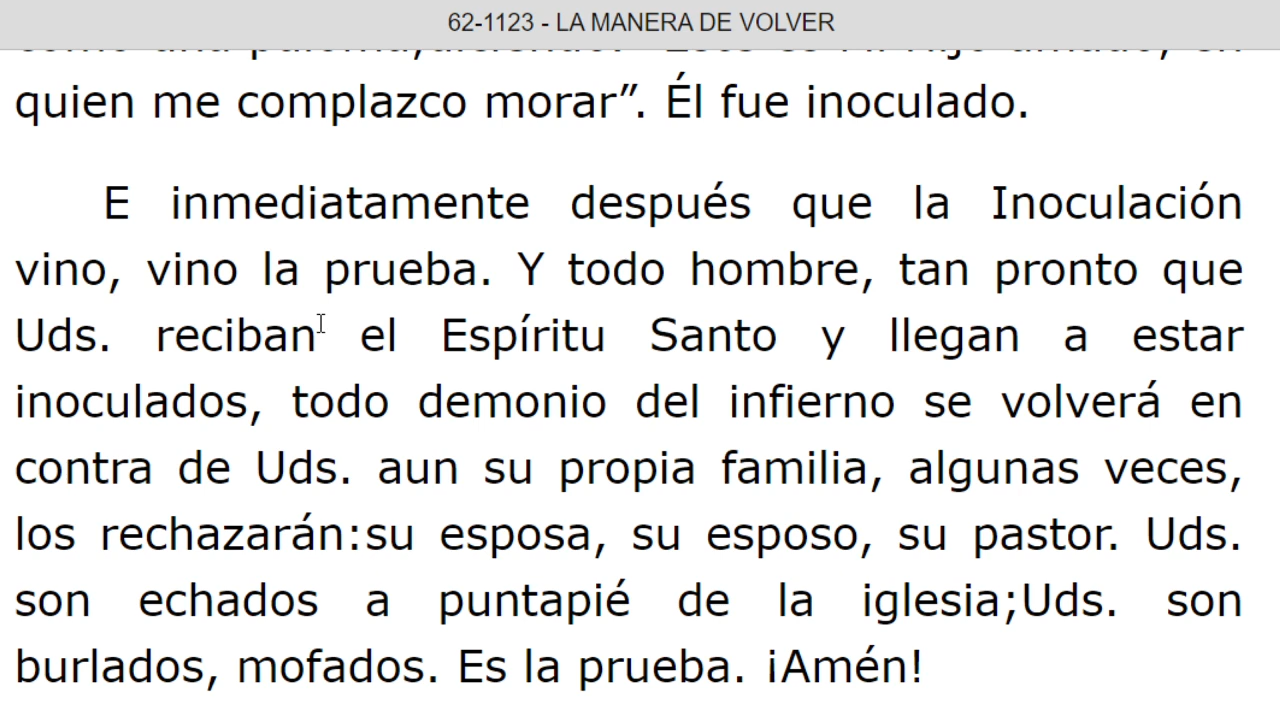 62-1123 - LA MANERA DE VOLVER
quien me complazco morar”. Él fue inoculado.
E inmediatamente después que la Inoculación
vino, vino la prueba. Y todo hombre, tan pronto que
Uds. reciban el Espíritu Santo y llegan a estar
inoculados, todo demonio del infierno se volverá en
contra de Uds. aun su propia familia, algunas veces,
los rechazarán:su esposa, su esposo, su pastor. Uds.
son echados a puntapié de la iglesia;Uds. son
burlados, mofados. Es la prueba. ¡Amén!